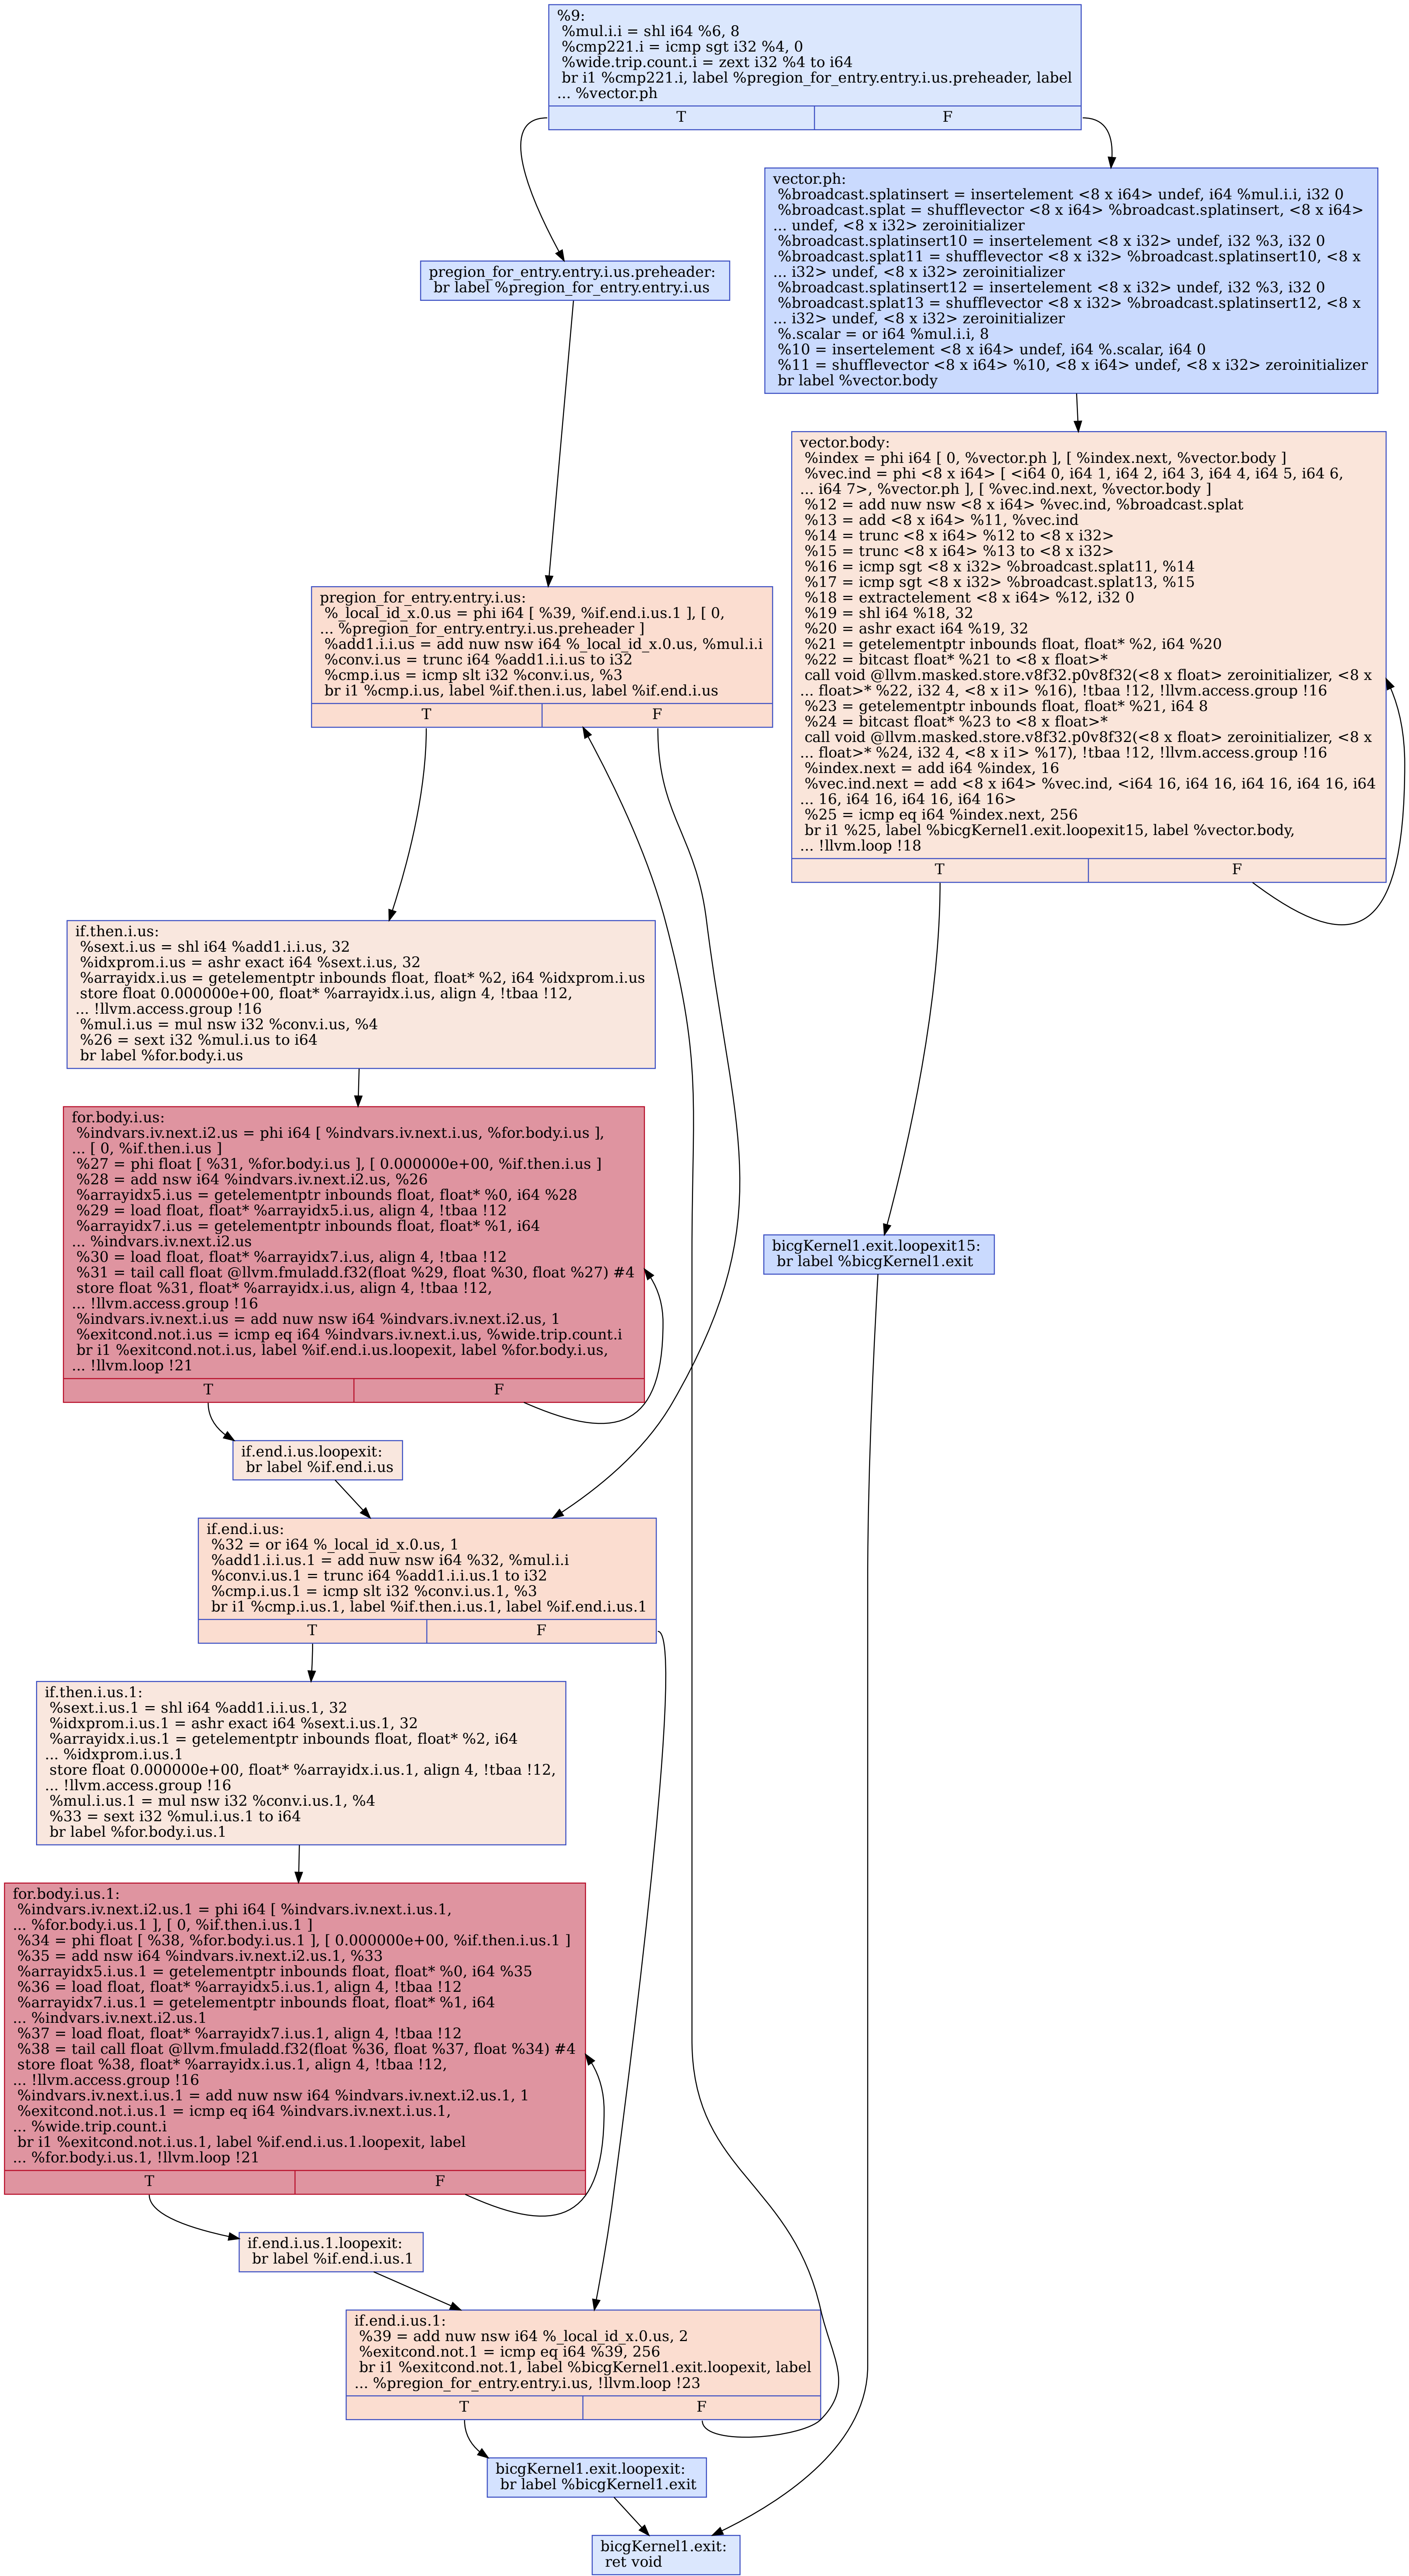 %9:
%mul.i.i = shl i64 %6, 8
%cmp221.i = icmp sgt i32 %4, 0
%wide.trip.count.i = zext i32 %4 to i64
br i1 %cmp221.i, label %pregion_for_entry.entry.i.us.preheader, label
... %vector.ph
T
F
vector.ph:
%broadcast.splatinsert = insertelement <8 x i64> undef, i64 %mul.i.i, i32 0
%broadcast.splat = shufflevector <8 x i64> %broadcast.splatinsert, <8 x i64>
... undef, <8 x i32> zeroinitializer
%broadcast.splatinsert10 = insertelement <8 x i32> undef, i32 %3, i32 0
%broadcast.splat11 = shufflevector <8 x i32> %broadcast.splatinsert10, <8 x
... i32> undef, <8 x i32> zeroinitializer
%broadcast.splatinsert12 = insertelement <8 x i32> undef, i32 %3, i32 0
%broadcast.splat13 = shufflevector <8 x i32> %broadcast.splatinsert12, <8 x
... i32> undef, <8 x i32> zeroinitializer
%.scalar = or i64 %mul.i.i, 8
%10 = insertelement <8 x i64> undef, i64 %.scalar, i64 0
%11 = shufflevector <8 x i64> %10, <8 x i64> undef, <8 x i32> zeroinitializer
br label %vector.body
pregion_for_entry.entry.i.us.preheader:
br label %pregion_for_entry.entry.i.us
vector.body:
%index = phi i64 [ 0, %vector.ph ], [ %index.next, %vector.body ]
%vec.ind = phi <8 x i64> [ <i64 0, i64 1, i64 2, i64 3, i64 4, i64 5, i64 6,
... i64 7>, %vector.ph ], [ %vec.ind.next, %vector.body ]
%12 = add nuw nsw <8 x i64> %vec.ind, %broadcast.splat
%13 = add <8 x i64> %11, %vec.ind
%14 = trunc <8 x i64> %12 to <8 x i32>
%15 = trunc <8 x i64> %13 to <8 x i32>
%16 = icmp sgt <8 x i32> %broadcast.splat11, %14
%17 = icmp sgt <8 x i32> %broadcast.splat13, %15
%18 = extractelement <8 x i64> %12, i32 0
%19 = shl i64 %18, 32
%20 = ashr exact i64 %19, 32
%21 = getelementptr inbounds float, float* %2, i64 %20
%22 = bitcast float* %21 to <8 x float>*
call void @llvm.masked.store.v8f32.p0v8f32(<8 x float> zeroinitializer, <8 x
... float>* %22, i32 4, <8 x i1> %16), !tbaa !12, !llvm.access.group !16
%23 = getelementptr inbounds float, float* %21, i64 8
%24 = bitcast float* %23 to <8 x float>*
call void @llvm.masked.store.v8f32.p0v8f32(<8 x float> zeroinitializer, <8 x
... float>* %24, i32 4, <8 x i1> %17), !tbaa !12, !llvm.access.group !16
%index.next = add i64 %index, 16
%vec.ind.next = add <8 x i64> %vec.ind, <i64 16, i64 16, i64 16, i64 16, i64
... 16, i64 16, i64 16, i64 16>
%25 = icmp eq i64 %index.next, 256
br i1 %25, label %bicgKernel1.exit.loopexit15, label %vector.body,
... !llvm.loop !18
T
F
pregion_for_entry.entry.i.us:
%_local_id_x.0.us = phi i64 [ %39, %if.end.i.us.1 ], [ 0,
... %pregion_for_entry.entry.i.us.preheader ]
%add1.i.i.us = add nuw nsw i64 %_local_id_x.0.us, %mul.i.i
%conv.i.us = trunc i64 %add1.i.i.us to i32
%cmp.i.us = icmp slt i32 %conv.i.us, %3
br i1 %cmp.i.us, label %if.then.i.us, label %if.end.i.us
T
F
if.then.i.us:
%sext.i.us = shl i64 %add1.i.i.us, 32
%idxprom.i.us = ashr exact i64 %sext.i.us, 32
%arrayidx.i.us = getelementptr inbounds float, float* %2, i64 %idxprom.i.us
store float 0.000000e+00, float* %arrayidx.i.us, align 4, !tbaa !12,
... !llvm.access.group !16
%mul.i.us = mul nsw i32 %conv.i.us, %4
%26 = sext i32 %mul.i.us to i64
br label %for.body.i.us
for.body.i.us:
%indvars.iv.next.i2.us = phi i64 [ %indvars.iv.next.i.us, %for.body.i.us ],
... [ 0, %if.then.i.us ]
%27 = phi float [ %31, %for.body.i.us ], [ 0.000000e+00, %if.then.i.us ]
%28 = add nsw i64 %indvars.iv.next.i2.us, %26
%arrayidx5.i.us = getelementptr inbounds float, float* %0, i64 %28
%29 = load float, float* %arrayidx5.i.us, align 4, !tbaa !12
%arrayidx7.i.us = getelementptr inbounds float, float* %1, i64
... %indvars.iv.next.i2.us
%30 = load float, float* %arrayidx7.i.us, align 4, !tbaa !12
%31 = tail call float @llvm.fmuladd.f32(float %29, float %30, float %27) #4
store float %31, float* %arrayidx.i.us, align 4, !tbaa !12,
... !llvm.access.group !16
%indvars.iv.next.i.us = add nuw nsw i64 %indvars.iv.next.i2.us, 1
%exitcond.not.i.us = icmp eq i64 %indvars.iv.next.i.us, %wide.trip.count.i
br i1 %exitcond.not.i.us, label %if.end.i.us.loopexit, label %for.body.i.us,
... !llvm.loop !21
T
F
bicgKernel1.exit.loopexit15:
br label %bicgKernel1.exit
if.end.i.us.loopexit:
br label %if.end.i.us
if.end.i.us:
%32 = or i64 %_local_id_x.0.us, 1
%add1.i.i.us.1 = add nuw nsw i64 %32, %mul.i.i
%conv.i.us.1 = trunc i64 %add1.i.i.us.1 to i32
%cmp.i.us.1 = icmp slt i32 %conv.i.us.1, %3
br i1 %cmp.i.us.1, label %if.then.i.us.1, label %if.end.i.us.1
T
F
if.then.i.us.1:
%sext.i.us.1 = shl i64 %add1.i.i.us.1, 32
%idxprom.i.us.1 = ashr exact i64 %sext.i.us.1, 32
%arrayidx.i.us.1 = getelementptr inbounds float, float* %2, i64
... %idxprom.i.us.1
store float 0.000000e+00, float* %arrayidx.i.us.1, align 4, !tbaa !12,
... !llvm.access.group !16
%mul.i.us.1 = mul nsw i32 %conv.i.us.1, %4
%33 = sext i32 %mul.i.us.1 to i64
br label %for.body.i.us.1
for.body.i.us.1:
%indvars.iv.next.i2.us.1 = phi i64 [ %indvars.iv.next.i.us.1,
... %for.body.i.us.1 ], [ 0, %if.then.i.us.1 ]
%34 = phi float [ %38, %for.body.i.us.1 ], [ 0.000000e+00, %if.then.i.us.1 ]
%35 = add nsw i64 %indvars.iv.next.i2.us.1, %33
%arrayidx5.i.us.1 = getelementptr inbounds float, float* %0, i64 %35
%36 = load float, float* %arrayidx5.i.us.1, align 4, !tbaa !12
%arrayidx7.i.us.1 = getelementptr inbounds float, float* %1, i64
... %indvars.iv.next.i2.us.1
%37 = load float, float* %arrayidx7.i.us.1, align 4, !tbaa !12
%38 = tail call float @llvm.fmuladd.f32(float %36, float %37, float %34) #4
store float %38, float* %arrayidx.i.us.1, align 4, !tbaa !12,
... !llvm.access.group !16
%indvars.iv.next.i.us.1 = add nuw nsw i64 %indvars.iv.next.i2.us.1, 1
%exitcond.not.i.us.1 = icmp eq i64 %indvars.iv.next.i.us.1,
... %wide.trip.count.i
br i1 %exitcond.not.i.us.1, label %if.end.i.us.1.loopexit, label
... %for.body.i.us.1, !llvm.loop !21
T
F
if.end.i.us.1.loopexit:
br label %if.end.i.us.1
if.end.i.us.1:
%39 = add nuw nsw i64 %_local_id_x.0.us, 2
%exitcond.not.1 = icmp eq i64 %39, 256
br i1 %exitcond.not.1, label %bicgKernel1.exit.loopexit, label
... %pregion_for_entry.entry.i.us, !llvm.loop !23
T
F
bicgKernel1.exit.loopexit:
br label %bicgKernel1.exit
bicgKernel1.exit:
ret void